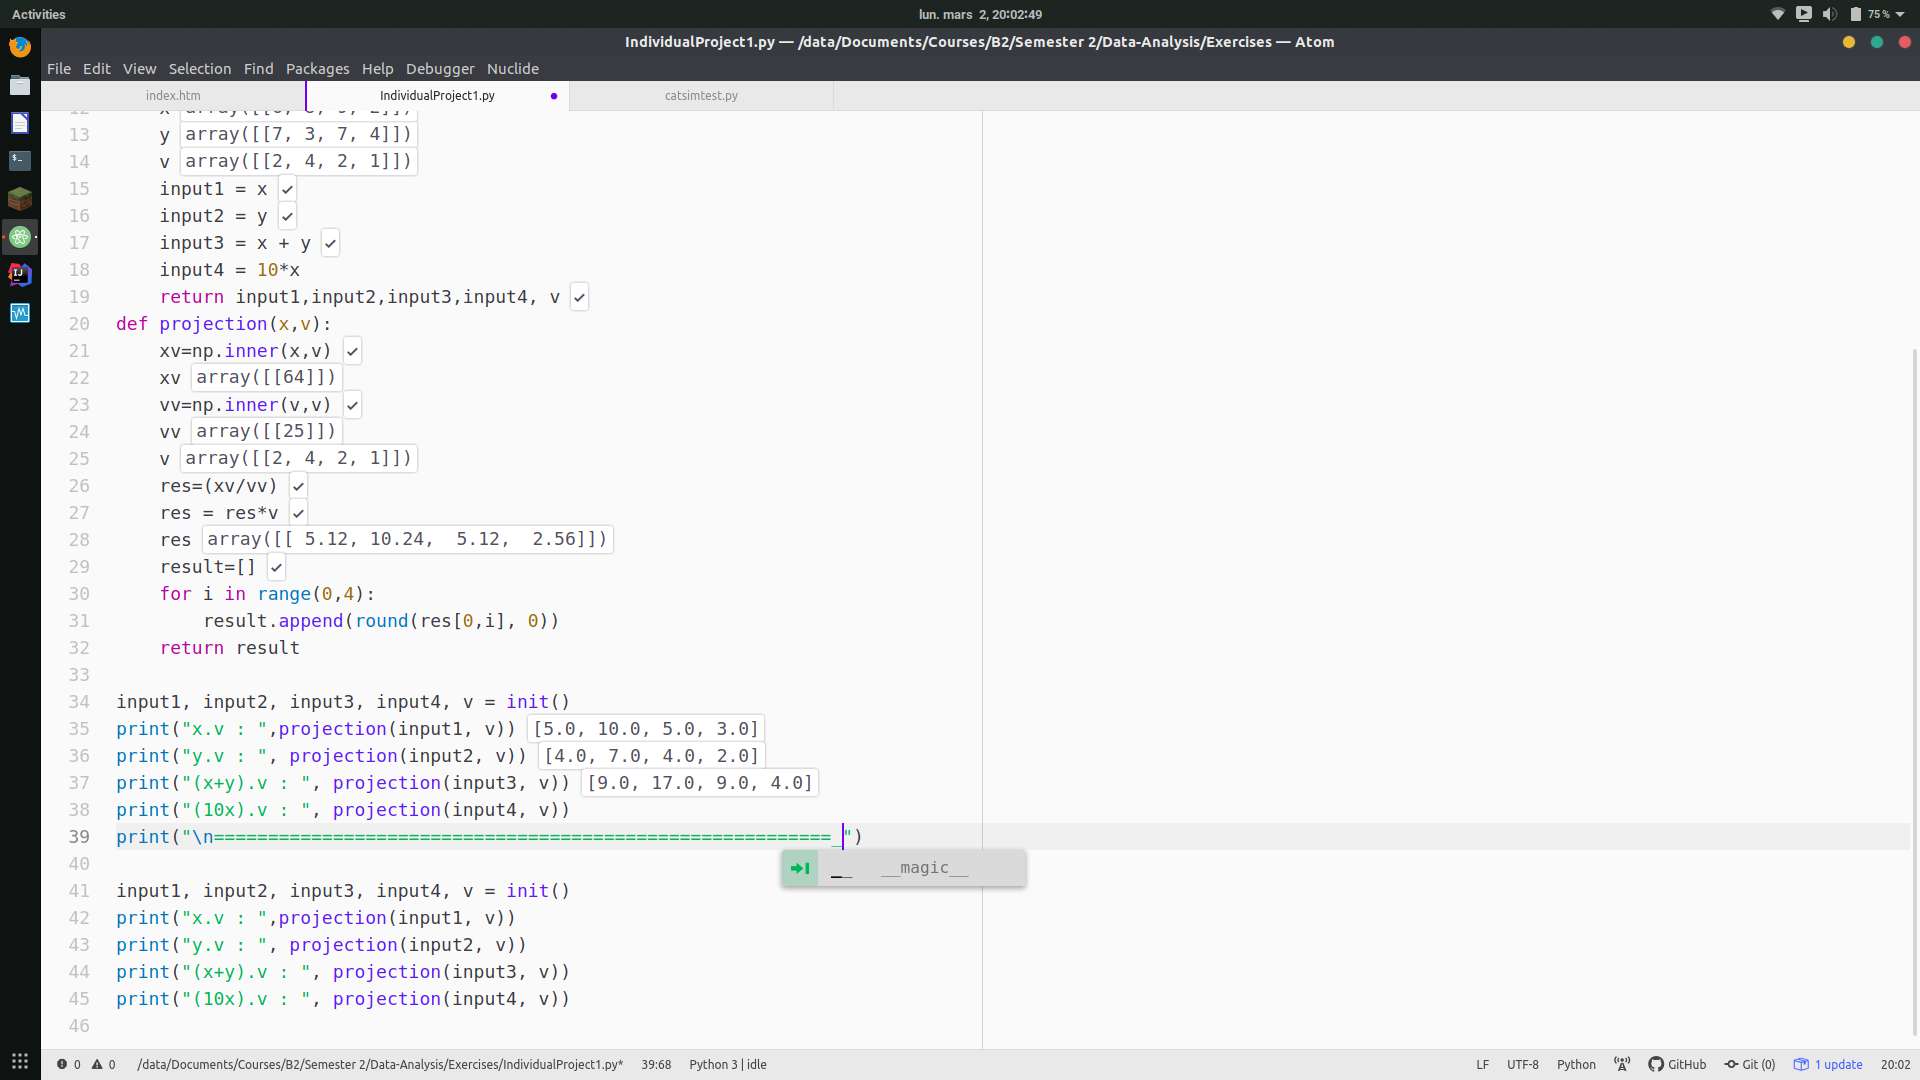 Activities
lun. mars 2, 20:02:49
75 %
IndividualProject1.py — /data/Documents/Courses/B2/Semester 2/Data-Analysis/Exercises — Atom
File Edit View Selection Find Packages Help Debugger Nuclide
index.htm
IndividualProject1.py
catsimtest.py
13 y array([[7, 3, 7, 4]])
14 v array([[2, 4, 2, 1]])
15 input1 = x ✓
16 input2 = y ✓
17 input3 = x + y ✓
18 input4 = 10*x
19 return input1,input2,input3,input4, v ✓
20 def projection(x,v):
21 xv=np.inner(x,v) ✓
22 xv array([[64]])
23 vv=np.inner(v,v) ✓
24 vv array([[25]])
25 v array([[2, 4, 2, 1]])
26 res=(xv/vv) ✓
27 res = res*v ✓
28 res array([[ 5.12, 10.24,  5.12,  2.56]])
29 result=[] ✓
30 for i in range(0,4):
31 result.append(round(res[0,i], 0))
32 return result
33
34 input1, input2, input3, input4, v = init()
35 print("x.v : ",projection(input1, v)) [5.0, 10.0, 5.0, 3.0]
36 print("y.v : ", projection(input2, v)) [4.0, 7.0, 4.0, 2.0]
37 print("(x+y).v : ", projection(input3, v)) [9.0, 17.0, 9.0, 4.0]
38 print("(10x).v : ", projection(input4, v))
39 print("\n=========================================================_")
__ __magic__
40
41 input1, input2, input3, input4, v = init()
42 print("x.v : ",projection(input1, v))
43 print("y.v : ", projection(input2, v))
44 print("(x+y).v : ", projection(input3, v))
45 print("(10x).v : ", projection(input4, v))
46
0 0 /data/Documents/Courses/B2/Semester 2/Data-Analysis/Exercises/IndividualProject1.py* 39:68 Python 3 | idle
LF UTF-8 Python GitHub Git (0) 1 update 20:02